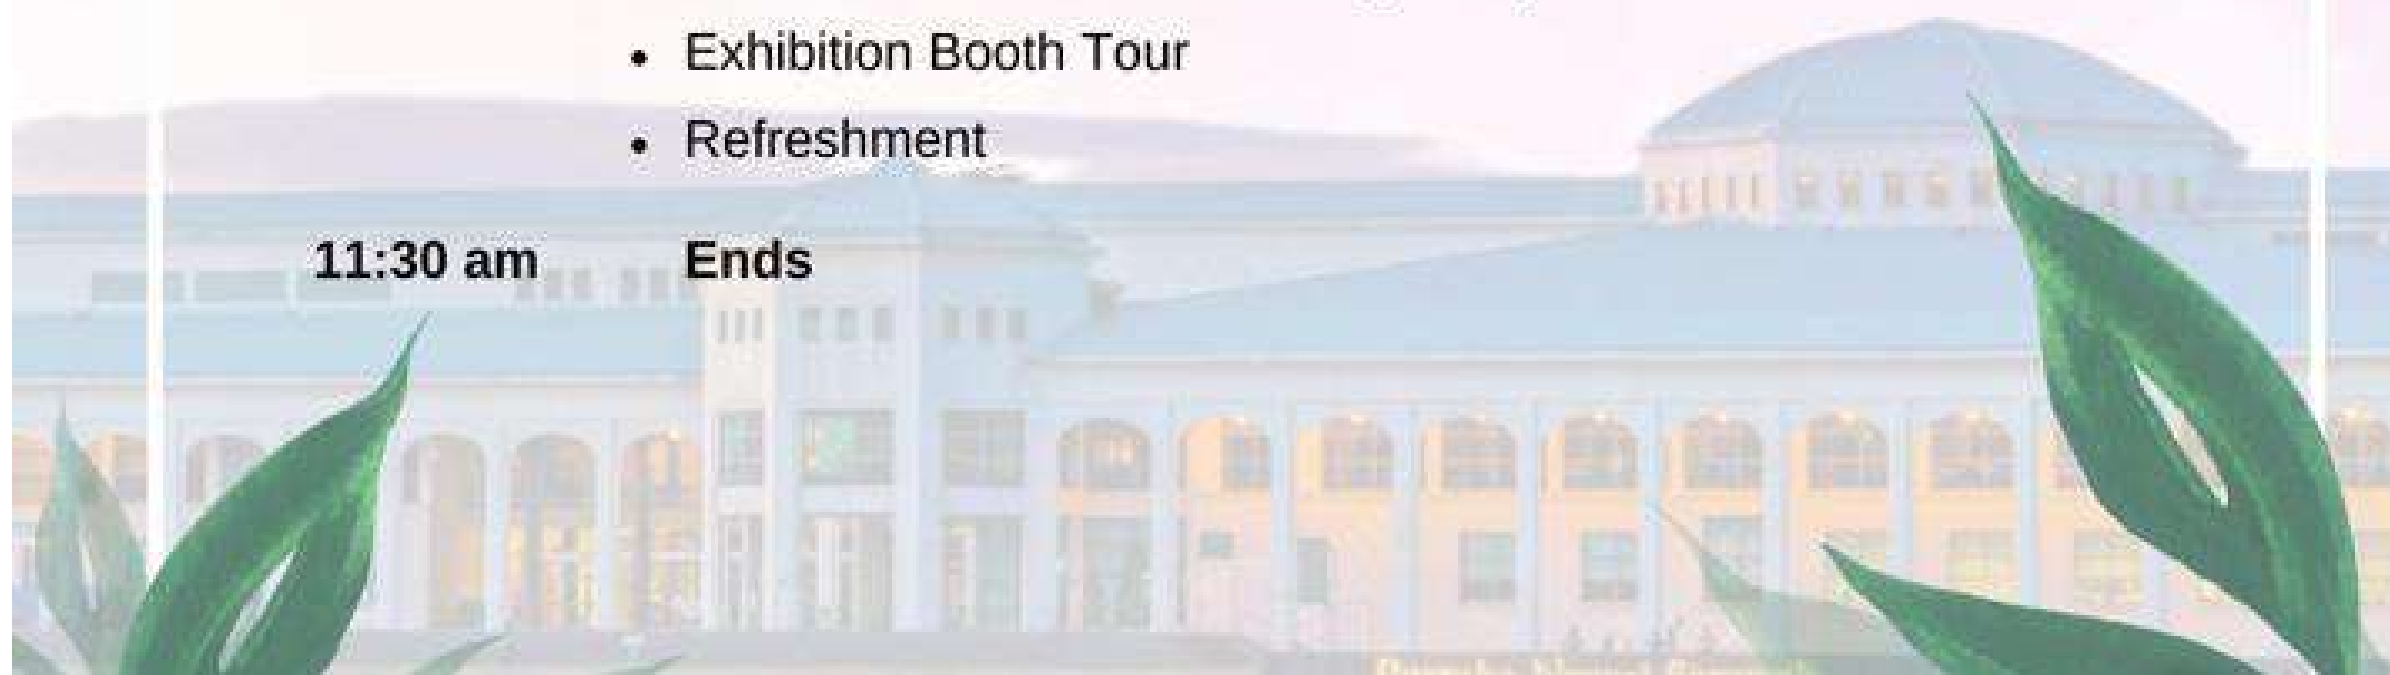 • Exhibition Booth Tour
• Refreshment
11:30 am Ends